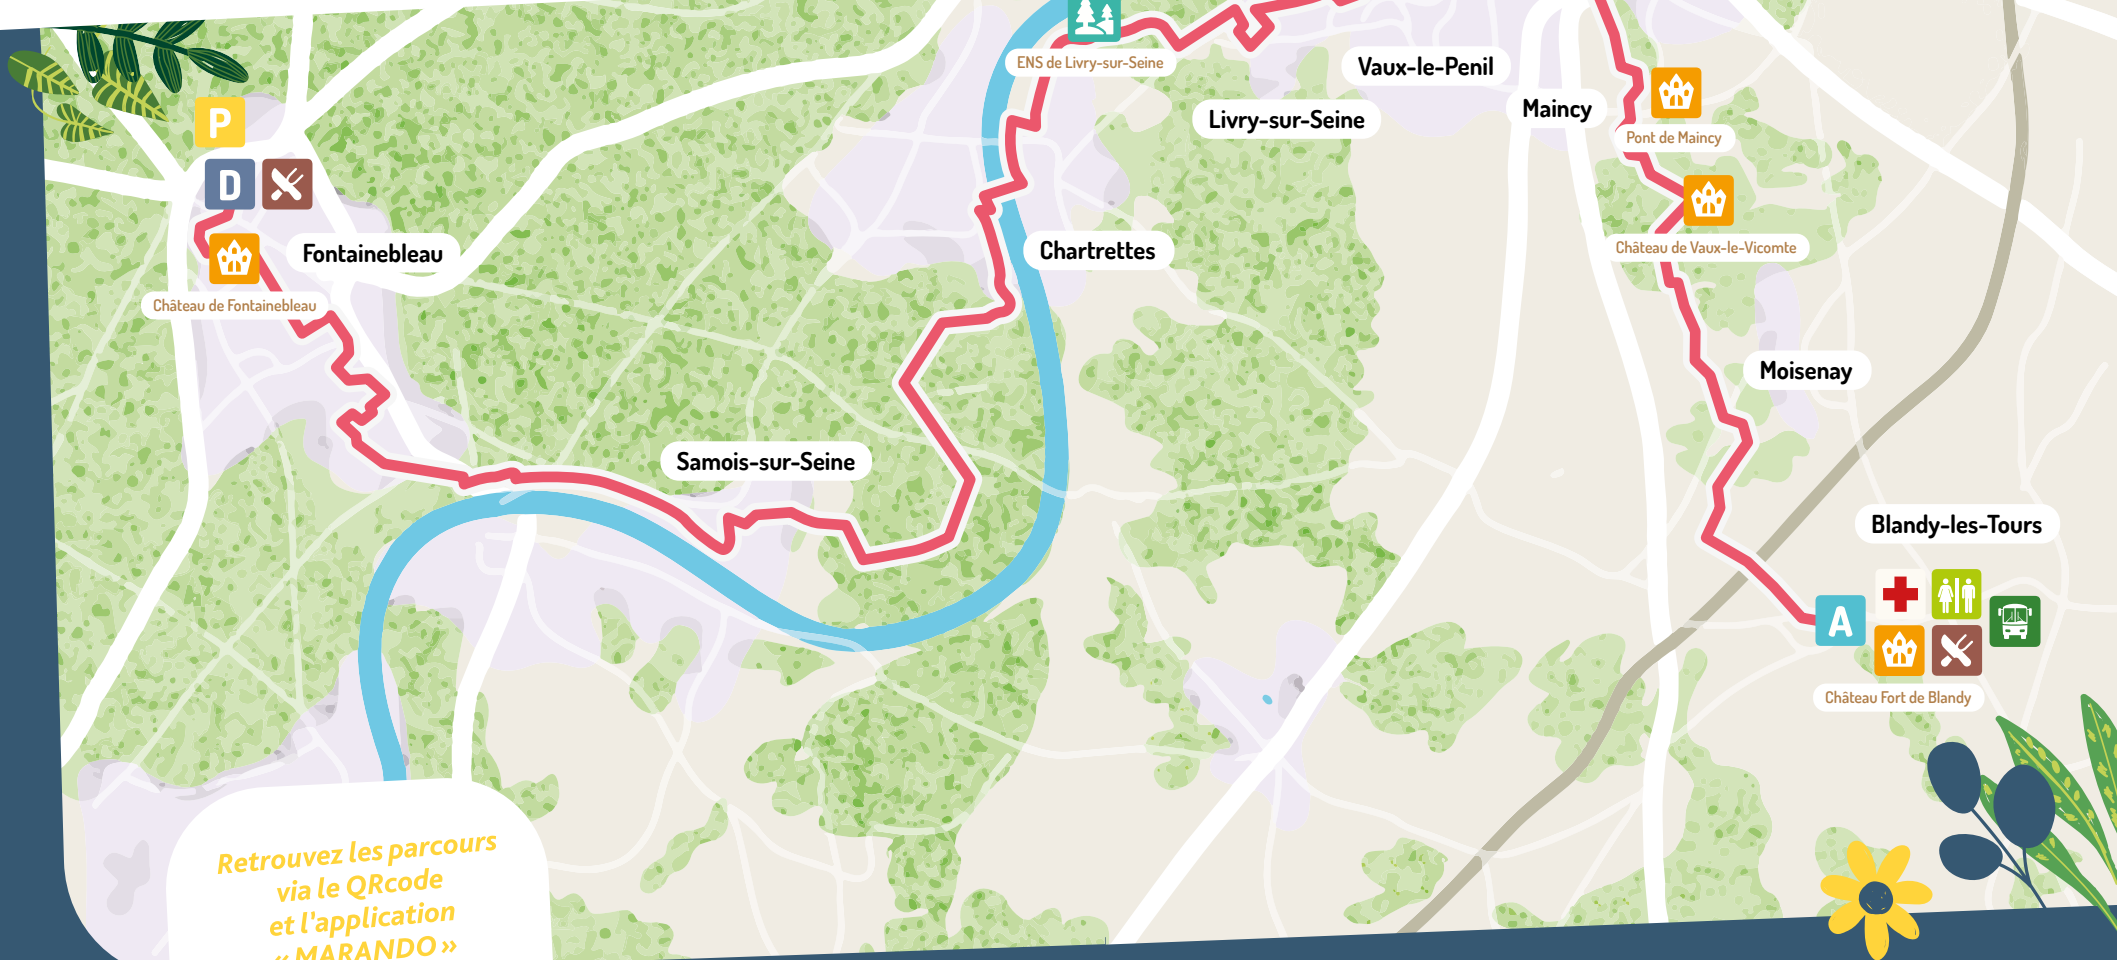 ENS de Livry-sur-Seine
Vaux-le-Penil
Livry-sur-Seine
Maincy
Pont de Maincy
P
D
Fontainebleau
Château de Fontainebleau
Chartrettes
Château de Vaux-le-Vicomte
Moisenay
Samois-sur-Seine
Blandy-les-Tours
A
Château Fort de Blandy
Retrouvez les parcours
via le QRcode
et l'application
« MARANDO »